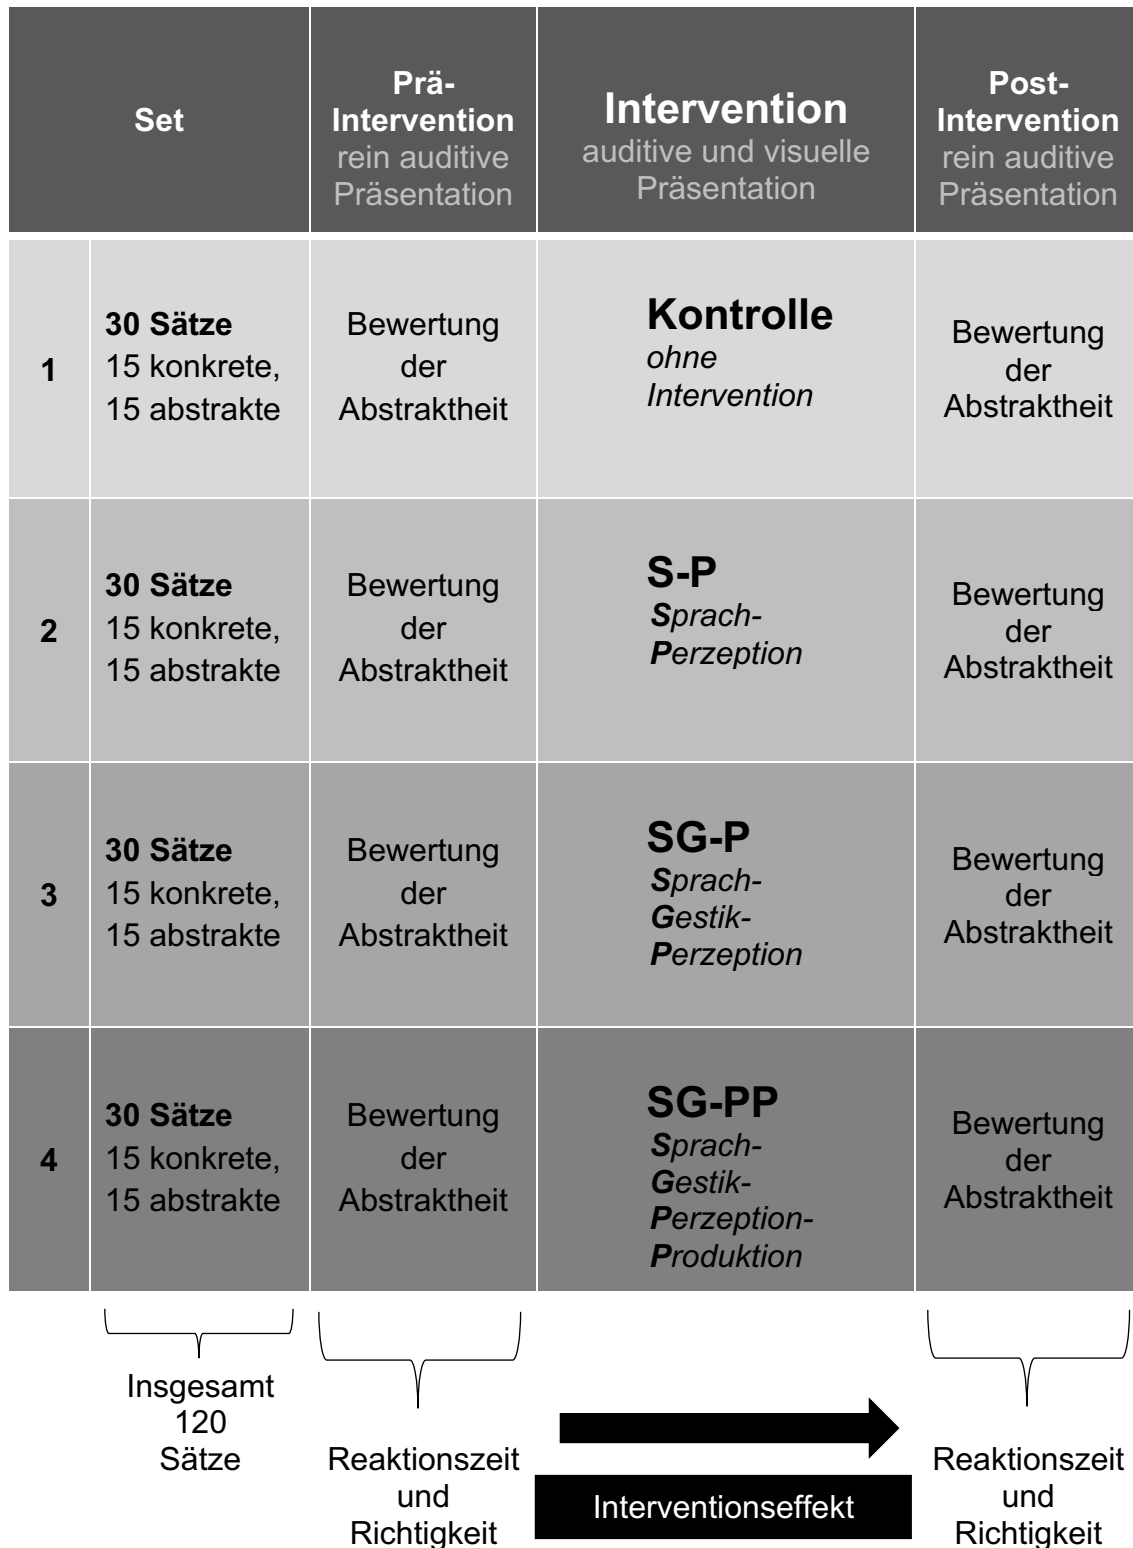 Set
Prä-
Intervention
rein auditive
Präsentation
Intervention
auditive und visuelle
Präsentation
Post-
Intervention
rein auditive
Präsentation
1
30 Sätze
15 konkrete,
15 abstrakte
Bewertung
der
Abstraktheit
Kontrolle
ohne
Intervention
Bewertung
der
Abstraktheit
2
30 Sätze
15 konkrete,
15 abstrakte
Bewertung
der
Abstraktheit
S-P
Sprach-
Perzeption
Bewertung
der
Abstraktheit
3
30 Sätze
15 konkrete,
15 abstrakte
Bewertung
der
Abstraktheit
SG-P
Sprach-
Gestik-
Perzeption
Bewertung
der
Abstraktheit
4
30 Sätze
15 konkrete,
15 abstrakte
Bewertung
der
Abstraktheit
SG-PP
Sprach-
Gestik-
Perzeption-
Produktion
Bewertung
der
Abstraktheit
Insgesamt
120
Sätze
Reaktionszeit
und
Richtigkeit
Interventionseffekt
Reaktionszeit
und
Richtigkeit